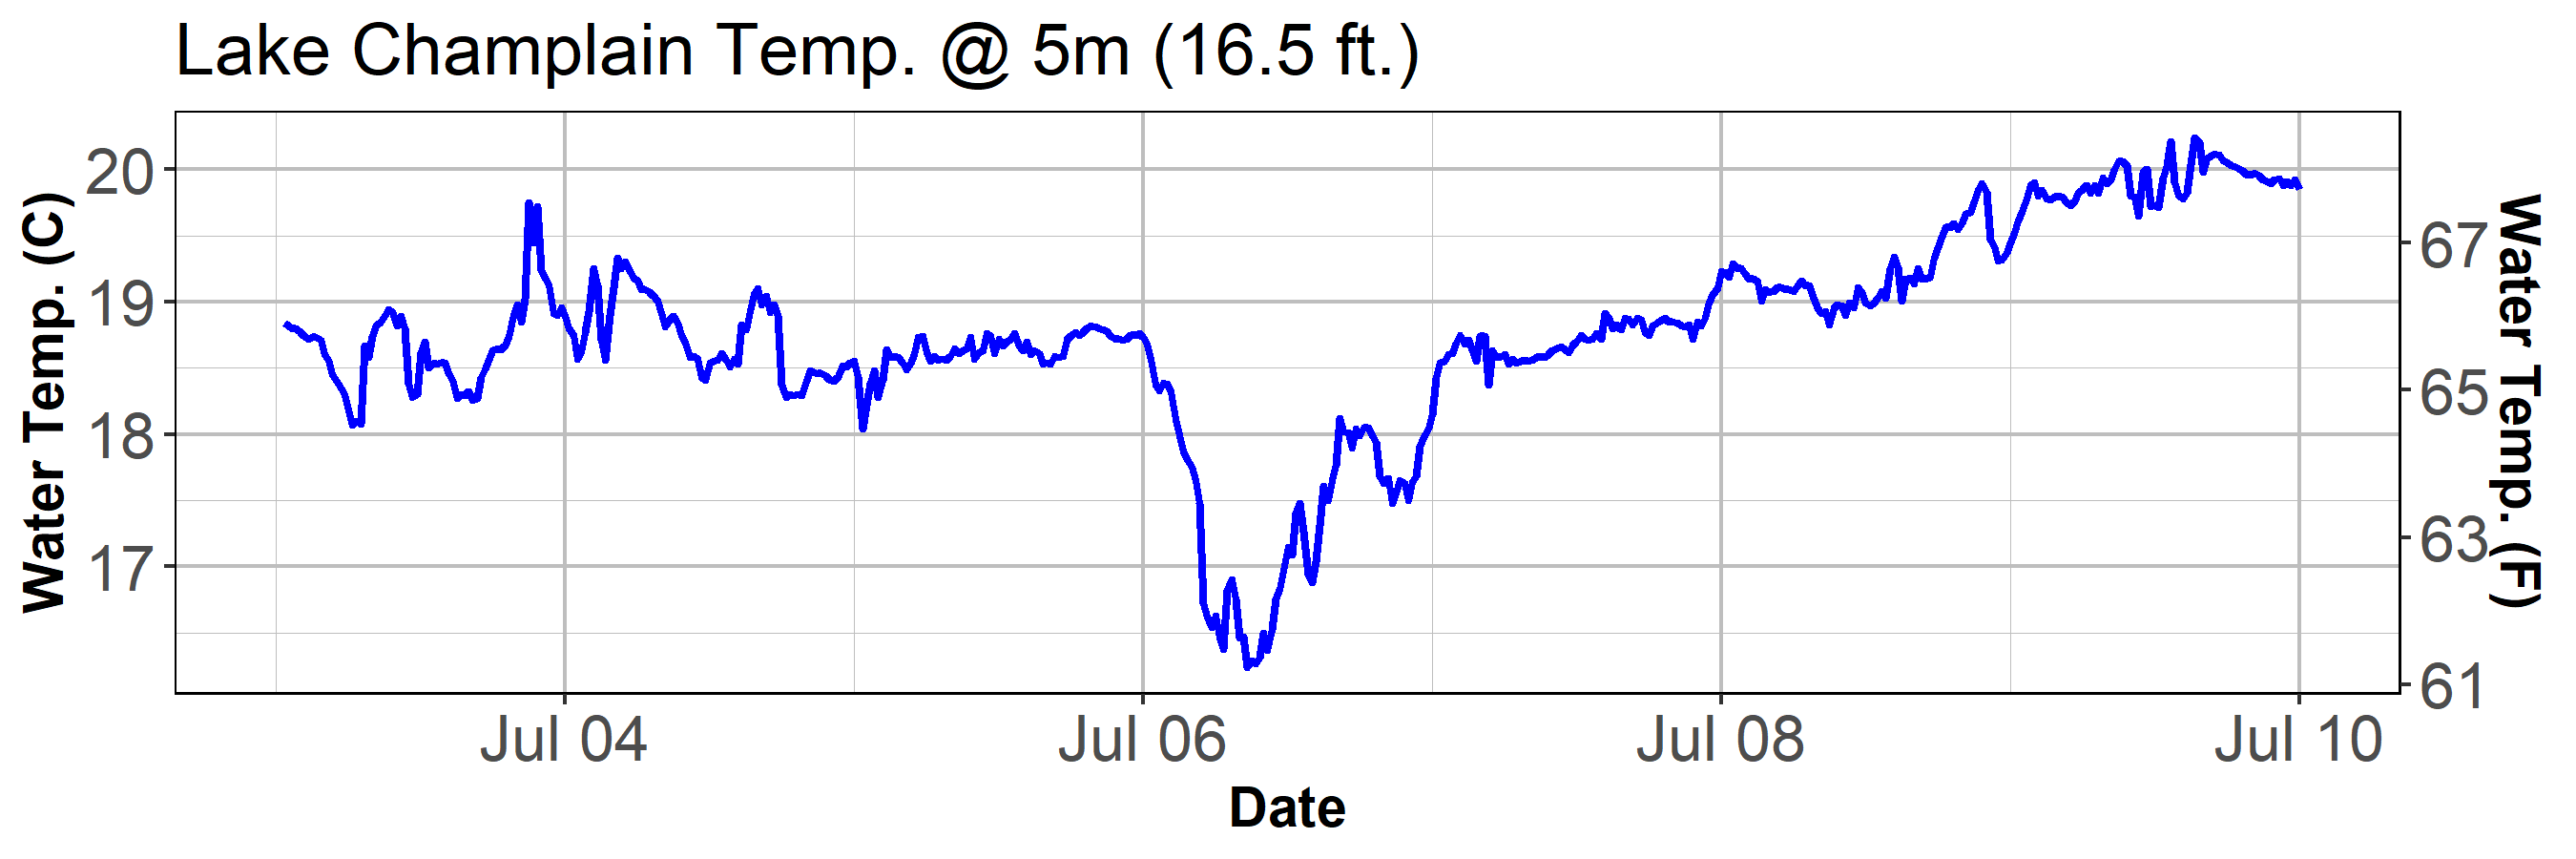 Lake Champlain Temp. @ 5m (16.5 ft.)
Water Temp. (C)
20
19
18
17
67
65
63
61
Water Temp. (F)
Jul 04
Jul 06
Jul 08
Jul 10
Date